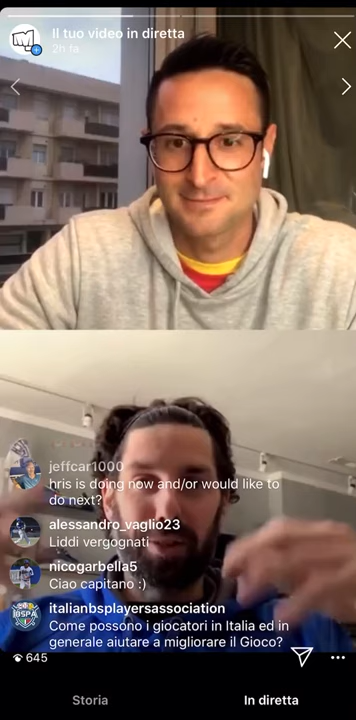 Il tuo video in diretta
2h fa
jeffcar1000
hris is doing now and/or would like to
do next?
alessandro_vaglio23
Liddi vergognati
nicogarbella5
Ciao capitano :)
italianbsplayersassociation
Come possono i giocatori in Italia ed in
generale aiutare a migliorare il Gioco?
645
Storia
In diretta